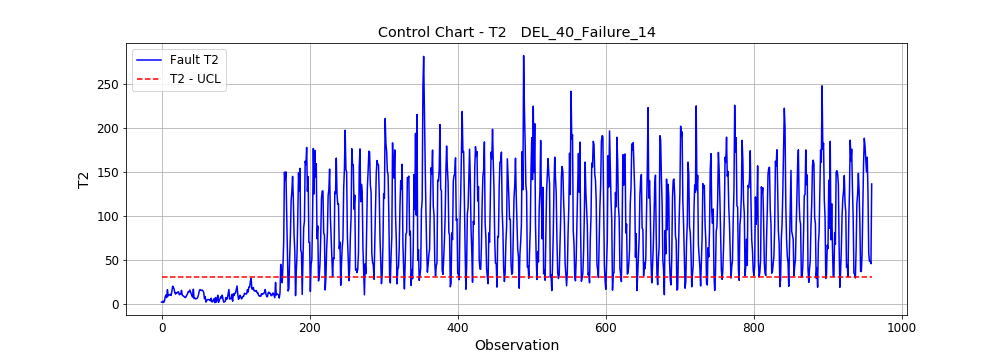 Control Chart - T2 DEL_40_Failure_14
Fault T2
T2 - UCL
250
200
150
100
50
0
T2
0 200 400 600 800 1000
Observation